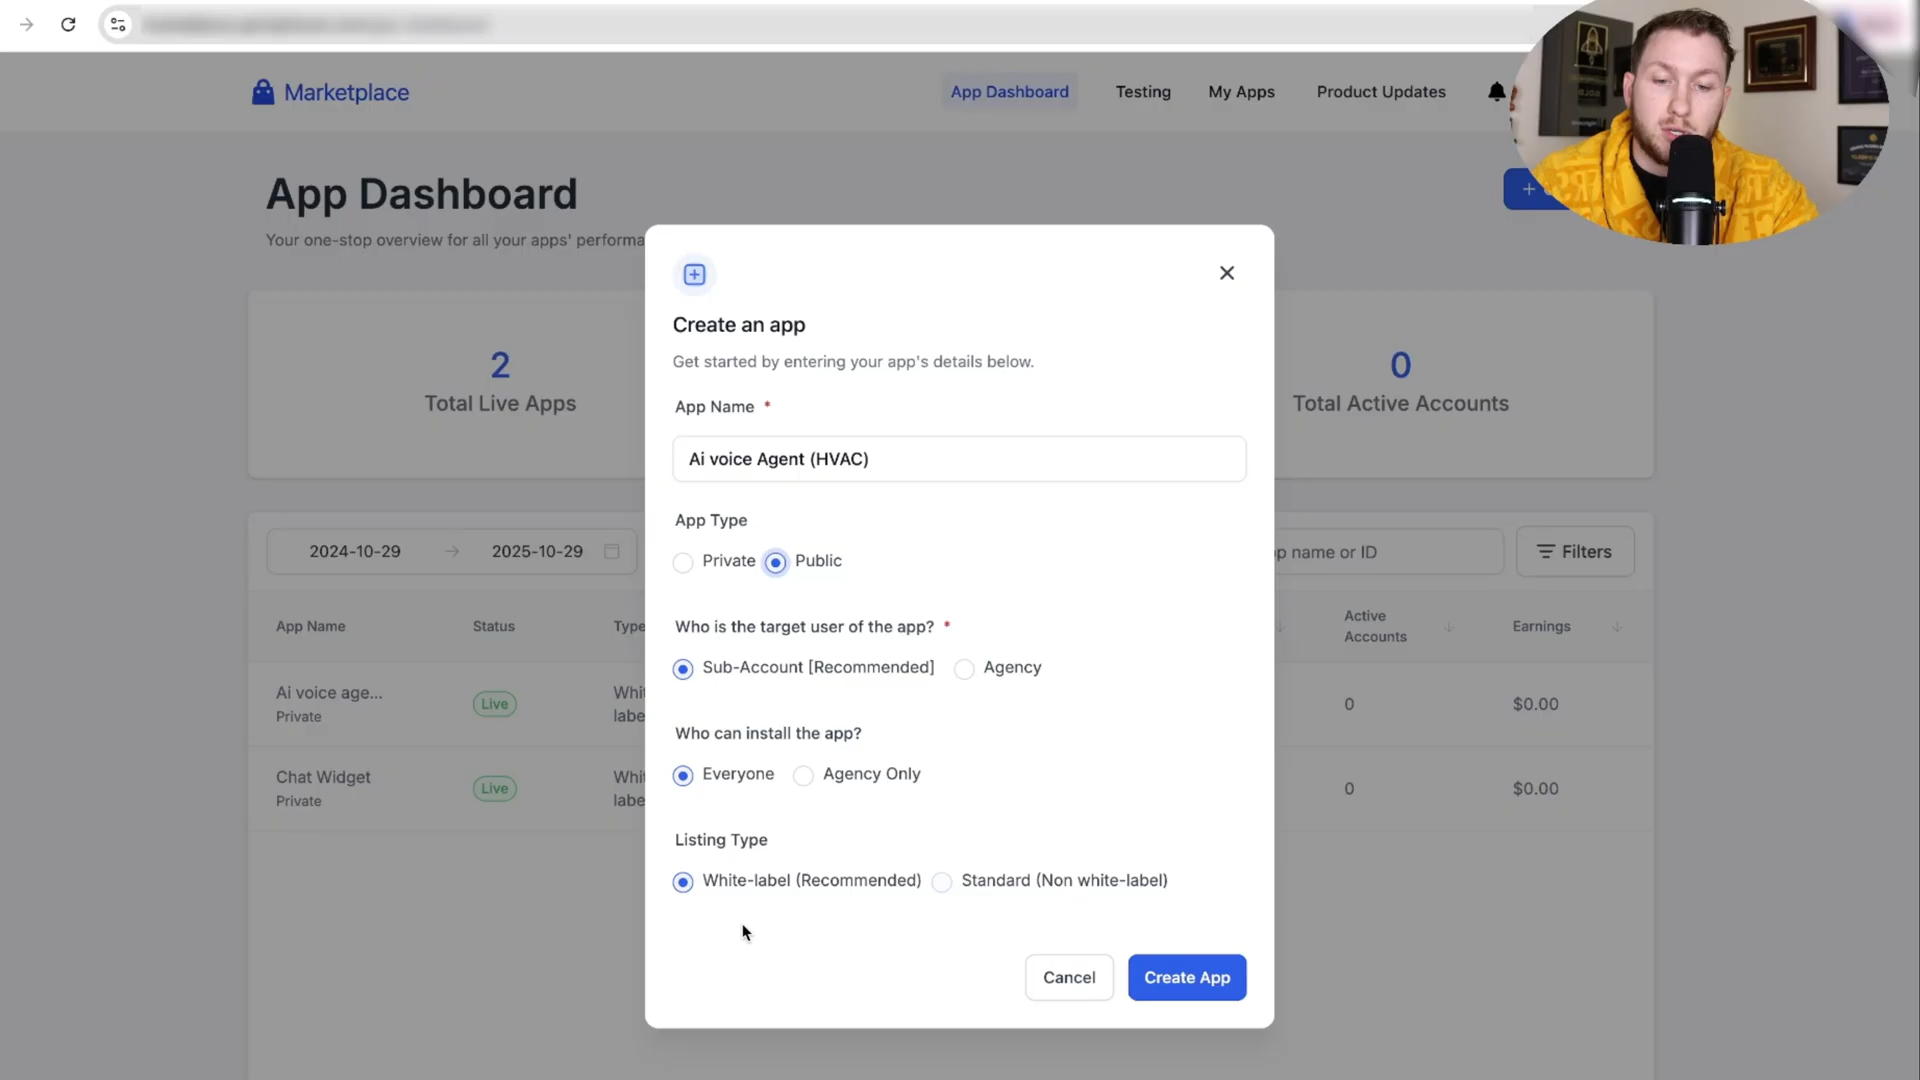 Marketplace
App Dashboard
Testing
My Apps
Product Updates
App Dashboard
Your one-stop overview for all your apps' performa
2
Total Live Apps
0
Total Active Accounts
2024-10-29 → 2025-10-29
p name or ID
Filters
App Name
Status
Type
Active
Accounts
Earnings
Ai voice age...
Private
Live
Whit
labe
0
$0.00
Chat Widget
Private
Live
Whit
labe
0
$0.00
Create an app
Get started by entering your app's details below.
App Name *
Ai voice Agent (HVAC)
App Type
Private
Public
Who is the target user of the app? *
Sub-Account [Recommended]
Agency
Who can install the app?
Everyone
Agency Only
Listing Type
White-label (Recommended)
Standard (Non white-label)
Cancel
Create App